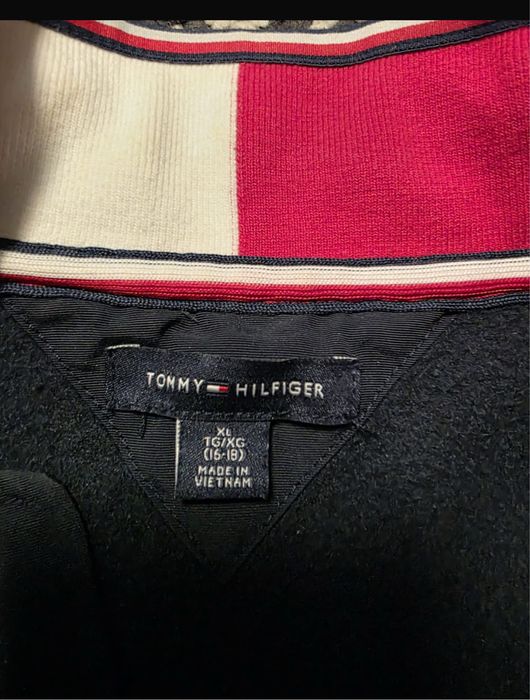 TOMMY HILFIGER
XL
TG/XG
(16-18)
MADE IN
VIETNAM